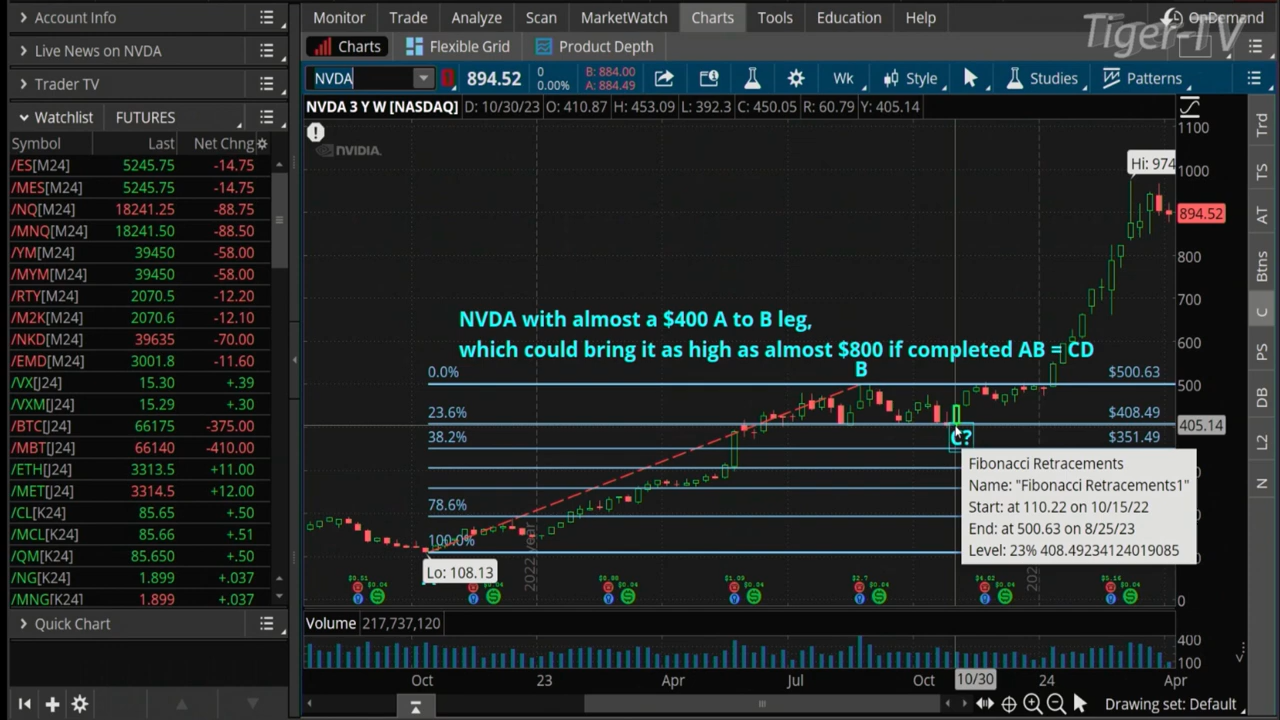 Account Info
Live News on NVDA
Trader TV
Watchlist FUTURES
Symbol Last Net Chng
/ES[M24] 5245.75 -14.75
/MES[M24] 5245.75 -14.75
/NQ[M24] 18241.25 -88.75
/MNQ[M24] 18241.50 -88.50
/YM[M24] 39450 -58.00
/MYM[M24] 39450 -58.00
/RTY[M24] 2070.5 -12.20
/M2K[M24] 2070.6 -12.10
/NKD[M24] 39635 -70.00
/EMD[M24] 3001.8 -11.60
/VX[J24] 15.30 +.39
/VXM[J24] 15.29 +.30
/BTC[J24] 66175 -375.00
/MBT[J24] 66140 -410.00
/ETH[J24] 3313.5 +11.00
/MET[J24] 3314.5 +12.00
/CL[K24] 85.65 +.50
/MCL[K24] 85.66 +.51
/QM[K24] 85.650 +.50
/NG[K24] 1.899 +.037
/MNG[K24] 1.899 +.037
Quick Chart
Monitor Trade Analyze Scan MarketWatch Charts Tools Education Help
OnDemand
Tiger-TV
Charts Flexible Grid Product Depth
NVDA 894.52 0 0.00% B: 884.00 A: 884.49 Wk Style Studies Patterns
NVDA 3 Y W [NASDAQ] D: 10/30/23 O: 410.87 H: 453.09 L: 392.3 C: 450.05 R: 60.79 Y: 405.14
NVIDIA.
Hi: 974
1100
1000
894.52
800
700
600
500
405.14
0
NVDA with almost a $400 A to B leg,
which could bring it as high as almost $800 if completed AB = CD
B
0.0% $500.63
23.6% $408.49
38.2% $351.49
C?
78.6%
100.0%
Fibonacci Retracements
Name: "Fibonacci Retracements1"
Start: at 110.22 on 10/15/22
End: at 500.63 on 8/25/23
Level: 23% 408.49234124019085
Lo: 108.13
2022 year
Volume 217,737,120
400
100
Oct 23 Apr Jul Oct 10/30 24 Apr
Drawing set: Default
Trd
TS
AT
Btns
C
PS
DB
L2
N